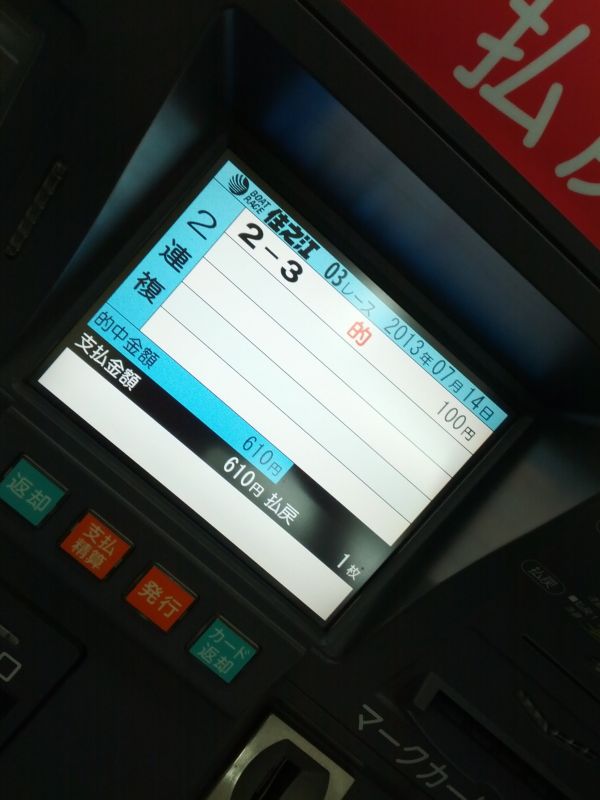 払戻
BOAT RACE 住之江 03レース 2013年07月14日
2連複
2-3 的 100円
的中金額 610円
支払金額 610円 払戻 1枚
返却
支払
精算
発行
カード
返却
払戻
マークカード